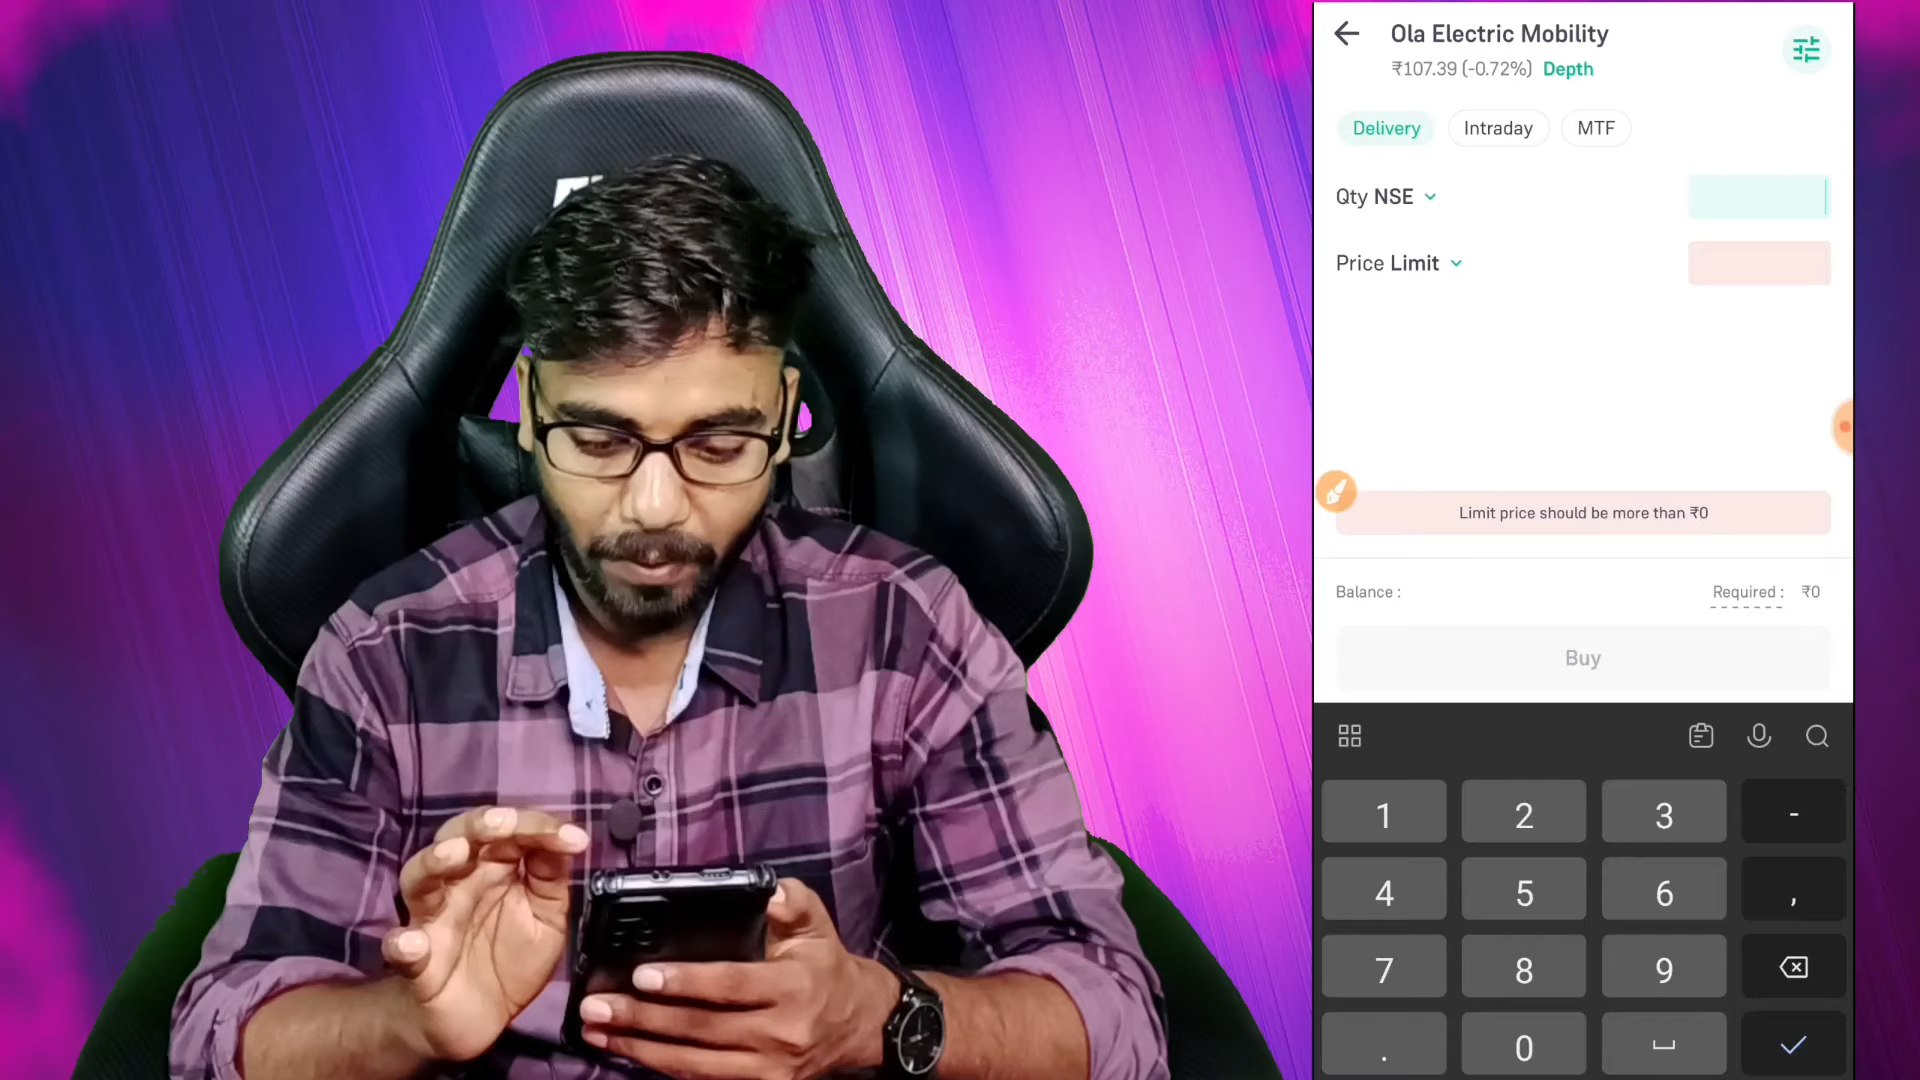 Ola Electric Mobility
₹107.39 (-0.72%) Depth
Delivery Intraday MTF
Qty NSE
Price Limit
Limit price should be more than ₹0
Balance : Required : ₹0
Buy
1 2 3 -
4 5 6 ,
7 8 9
. 0